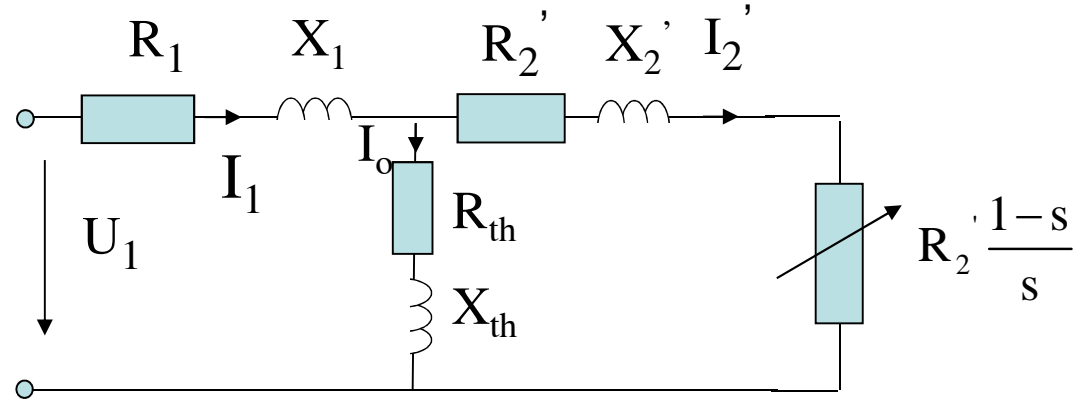 R1
X1
R2’
X2’
I2’
I1
Io
Rth
U1
Xth
R2' 1–s
s